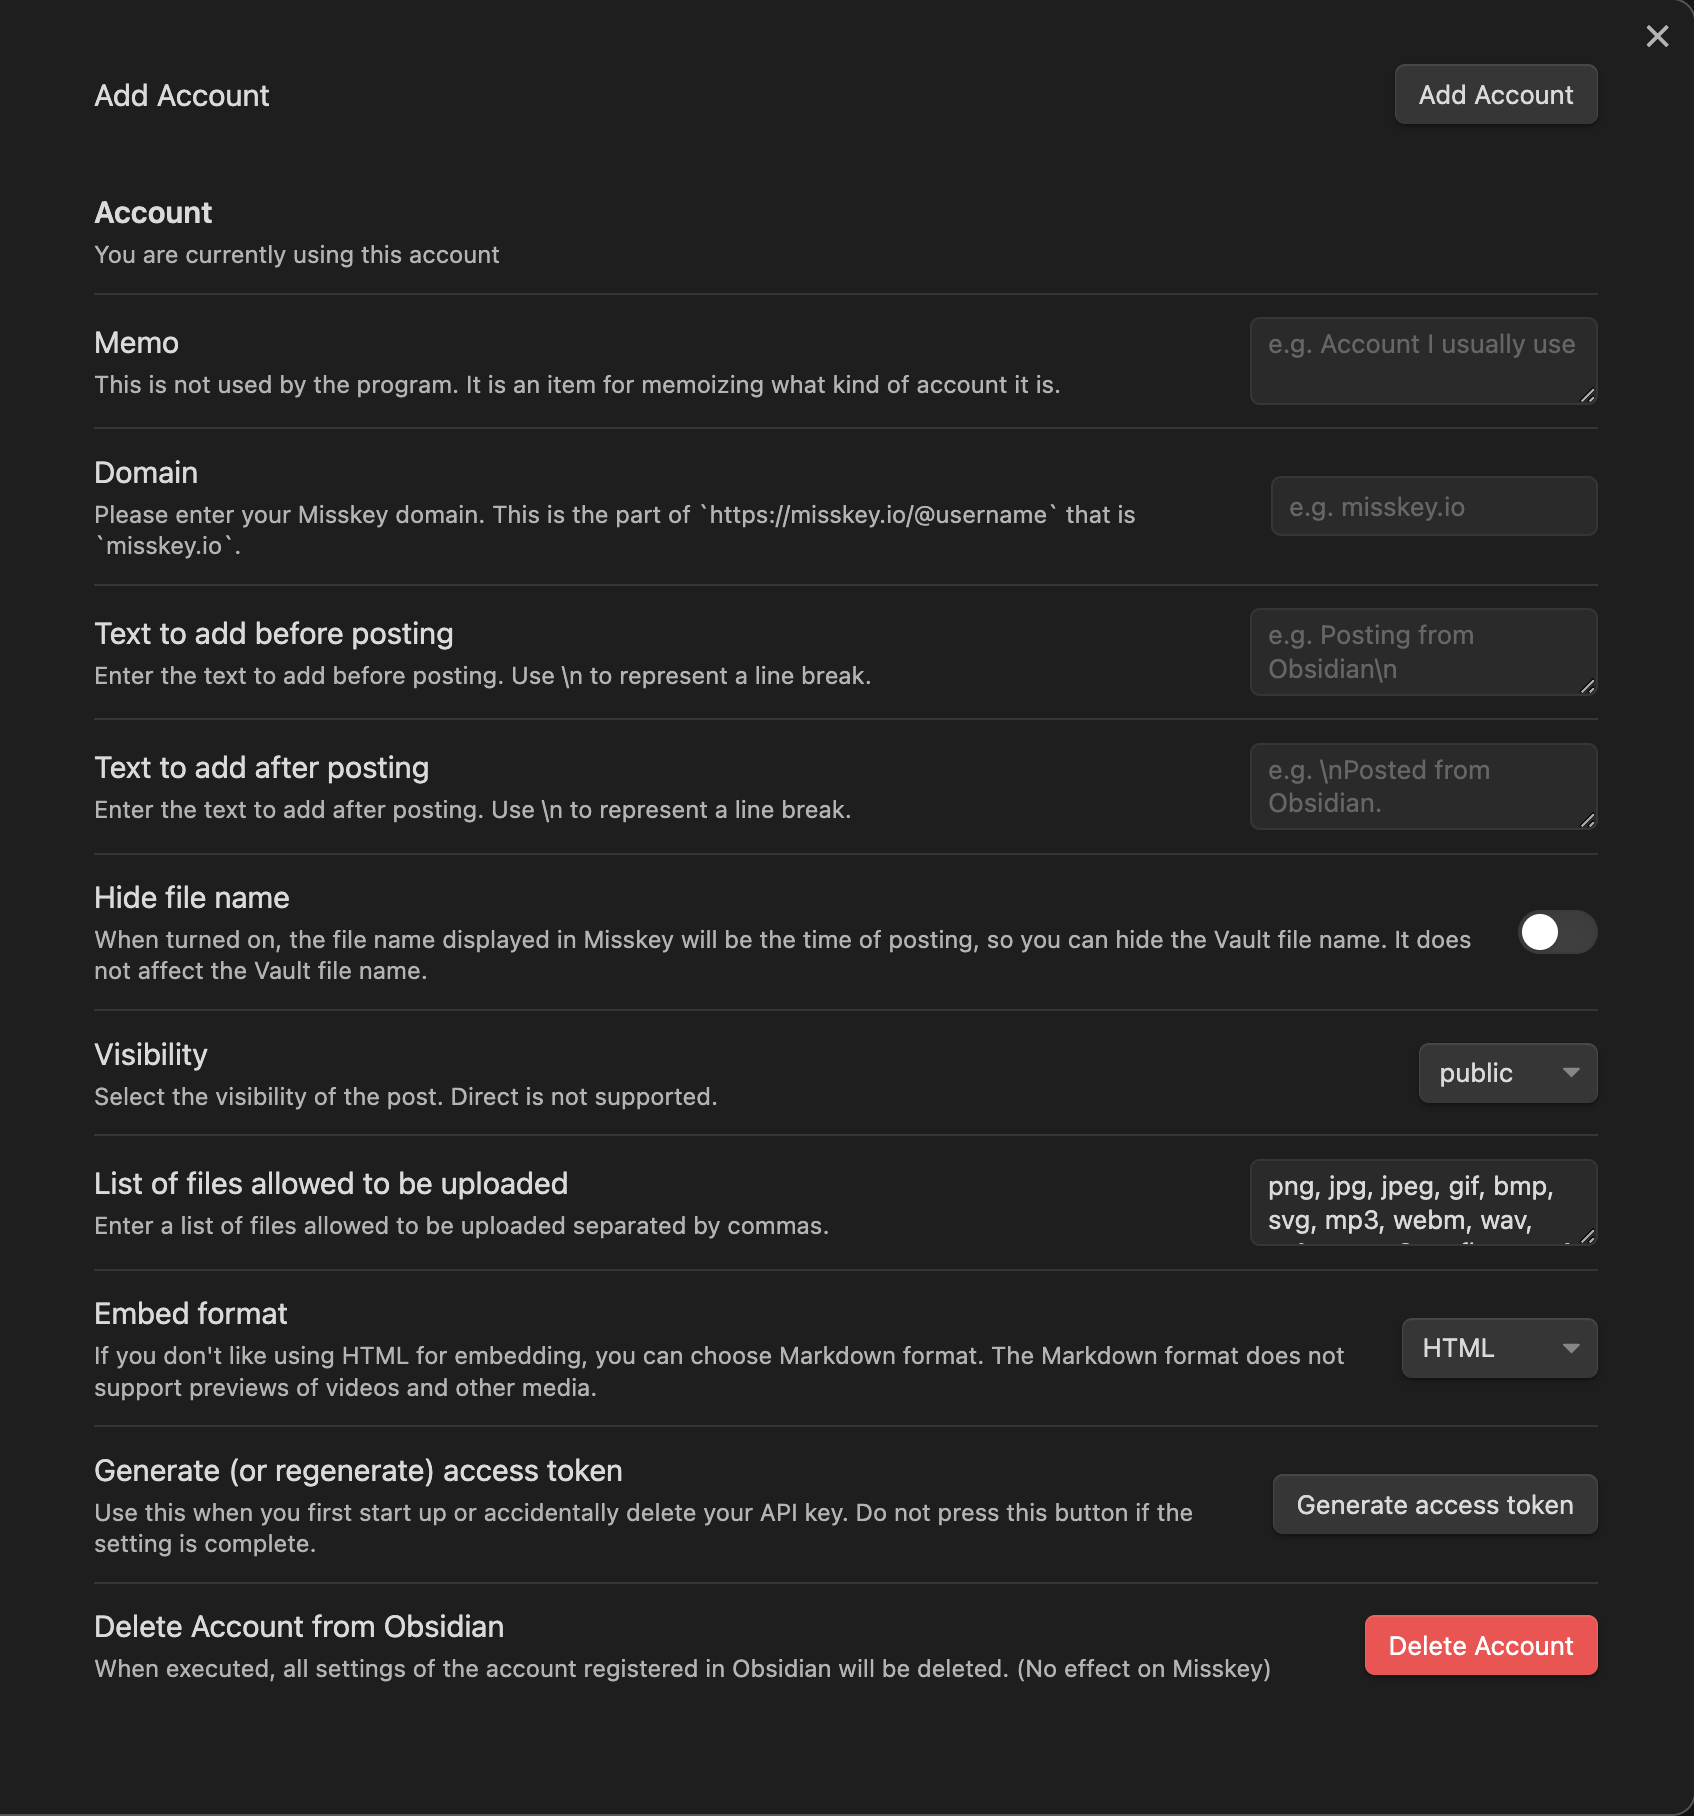 Add Account
Add Account
Account
You are currently using this account
Memo
This is not used by the program. It is an item for memoizing what kind of account it is.
e.g. Account I usually use
Domain
Please enter your Misskey domain. This is the part of `https://misskey.io/@username` that is
`misskey.io`.
e.g. misskey.io
Text to add before posting
Enter the text to add before posting. Use \n to represent a line break.
e.g. Posting from
Obsidian\n
Text to add after posting
Enter the text to add after posting. Use \n to represent a line break.
e.g. \nPosted from
Obsidian.
Hide file name
When turned on, the file name displayed in Misskey will be the time of posting, so you can hide the Vault file name. It does
not affect the Vault file name.
Visibility
Select the visibility of the post. Direct is not supported.
public
List of files allowed to be uploaded
Enter a list of files allowed to be uploaded separated by commas.
png, jpg, jpeg, gif, bmp,
svg, mp3, webm, wav,
Embed format
If you don't like using HTML for embedding, you can choose Markdown format. The Markdown format does not
support previews of videos and other media.
HTML
Generate (or regenerate) access token
Use this when you first start up or accidentally delete your API key. Do not press this button if the
setting is complete.
Generate access token
Delete Account from Obsidian
When executed, all settings of the account registered in Obsidian will be deleted. (No effect on Misskey)
Delete Account